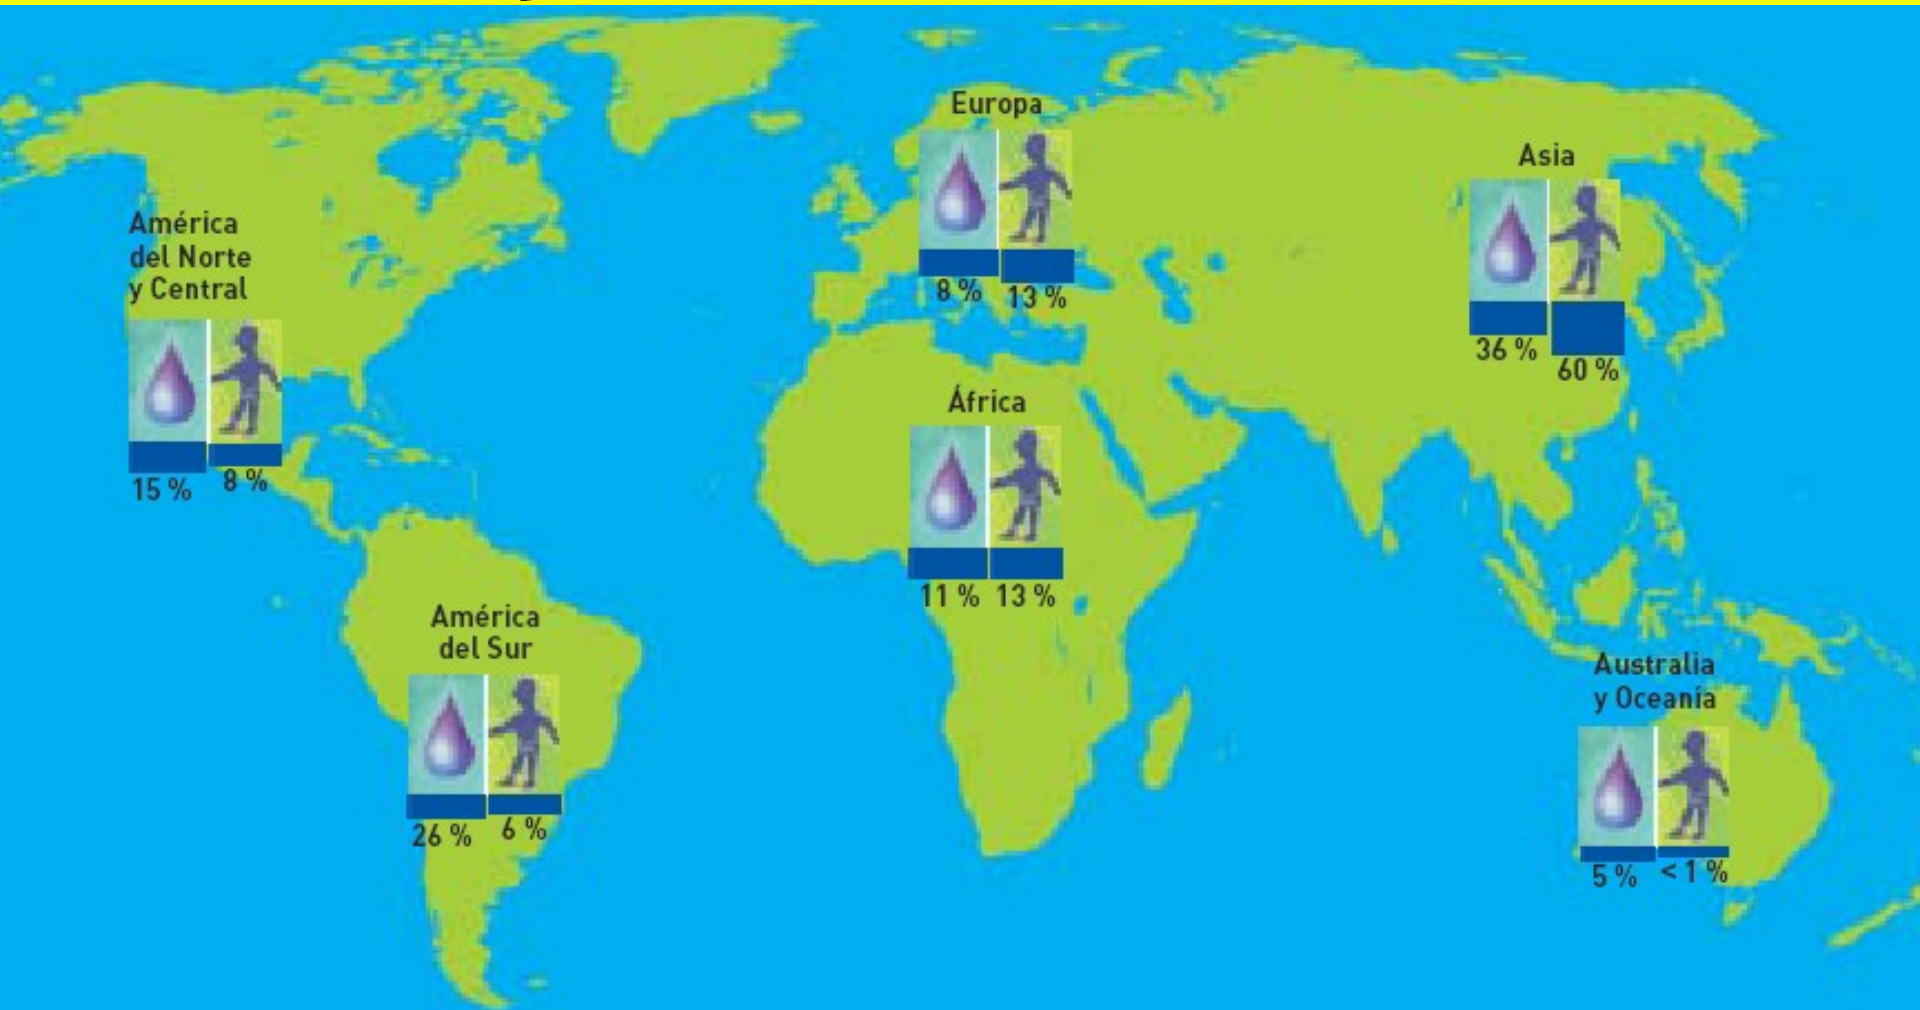 Europa
8 % 13 %
Asia
36 % 60 %
América
del Norte
y Central
15 % 8 %
África
11 % 13 %
América
del Sur
26 % 6 %
Australia
y Oceanía
5 % < 1 %